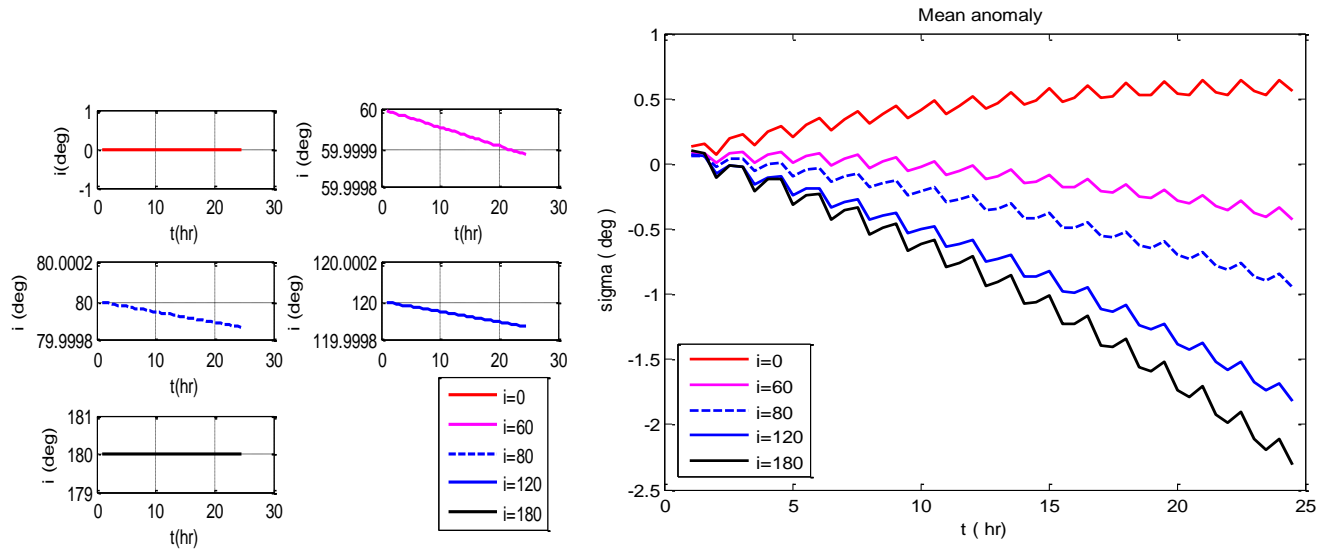 1
0
-1
i(deg)
0 10 20 30
t(hr)
60
59.9999
59.9998
i (deg)
0 10 20 30
t(hr)
80.0002
80
79.9998
i (deg)
0 10 20 30
t(hr)
120.0002
120
119.9998
i (deg)
0 10 20 30
t(hr)
181
180
179
i (deg)
0 10 20 30
t(hr)
i=0
i=60
i=80
i=120
i=180
Mean anomaly
1
0.5
0
-0.5
-1
-1.5
-2
-2.5
sigma ( deg )
i=0
i=60
i=80
i=120
i=180
0 5 10 15 20 25
t ( hr)